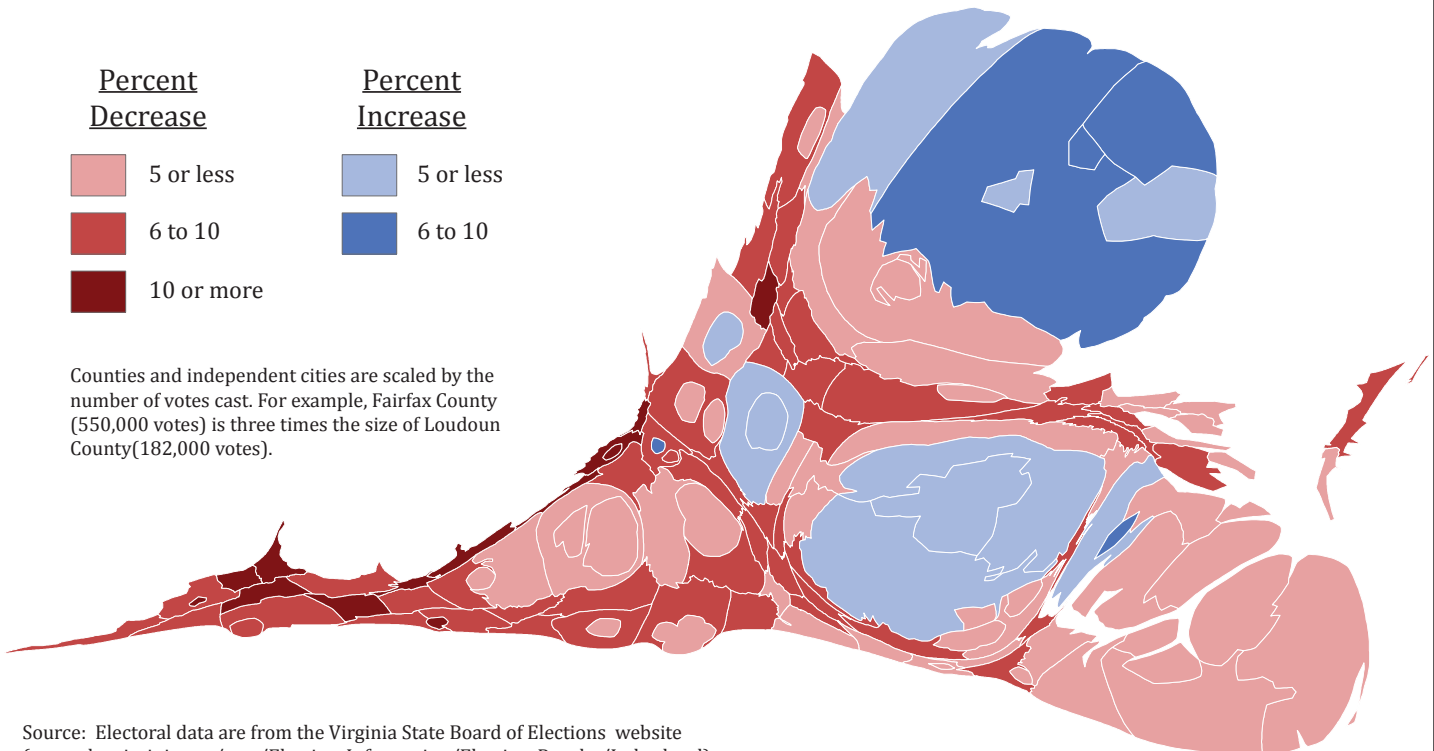 Percent
Decrease
5 or less
6 to 10
10 or more
Percent
Increase
5 or less
6 to 10
Counties and independent cities are scaled by the
number of votes cast. For example, Fairfax County
(550,000 votes) is three times the size of Loudoun
County(182,000 votes).
Source: Electoral data are from the Virginia State Board of Elections website